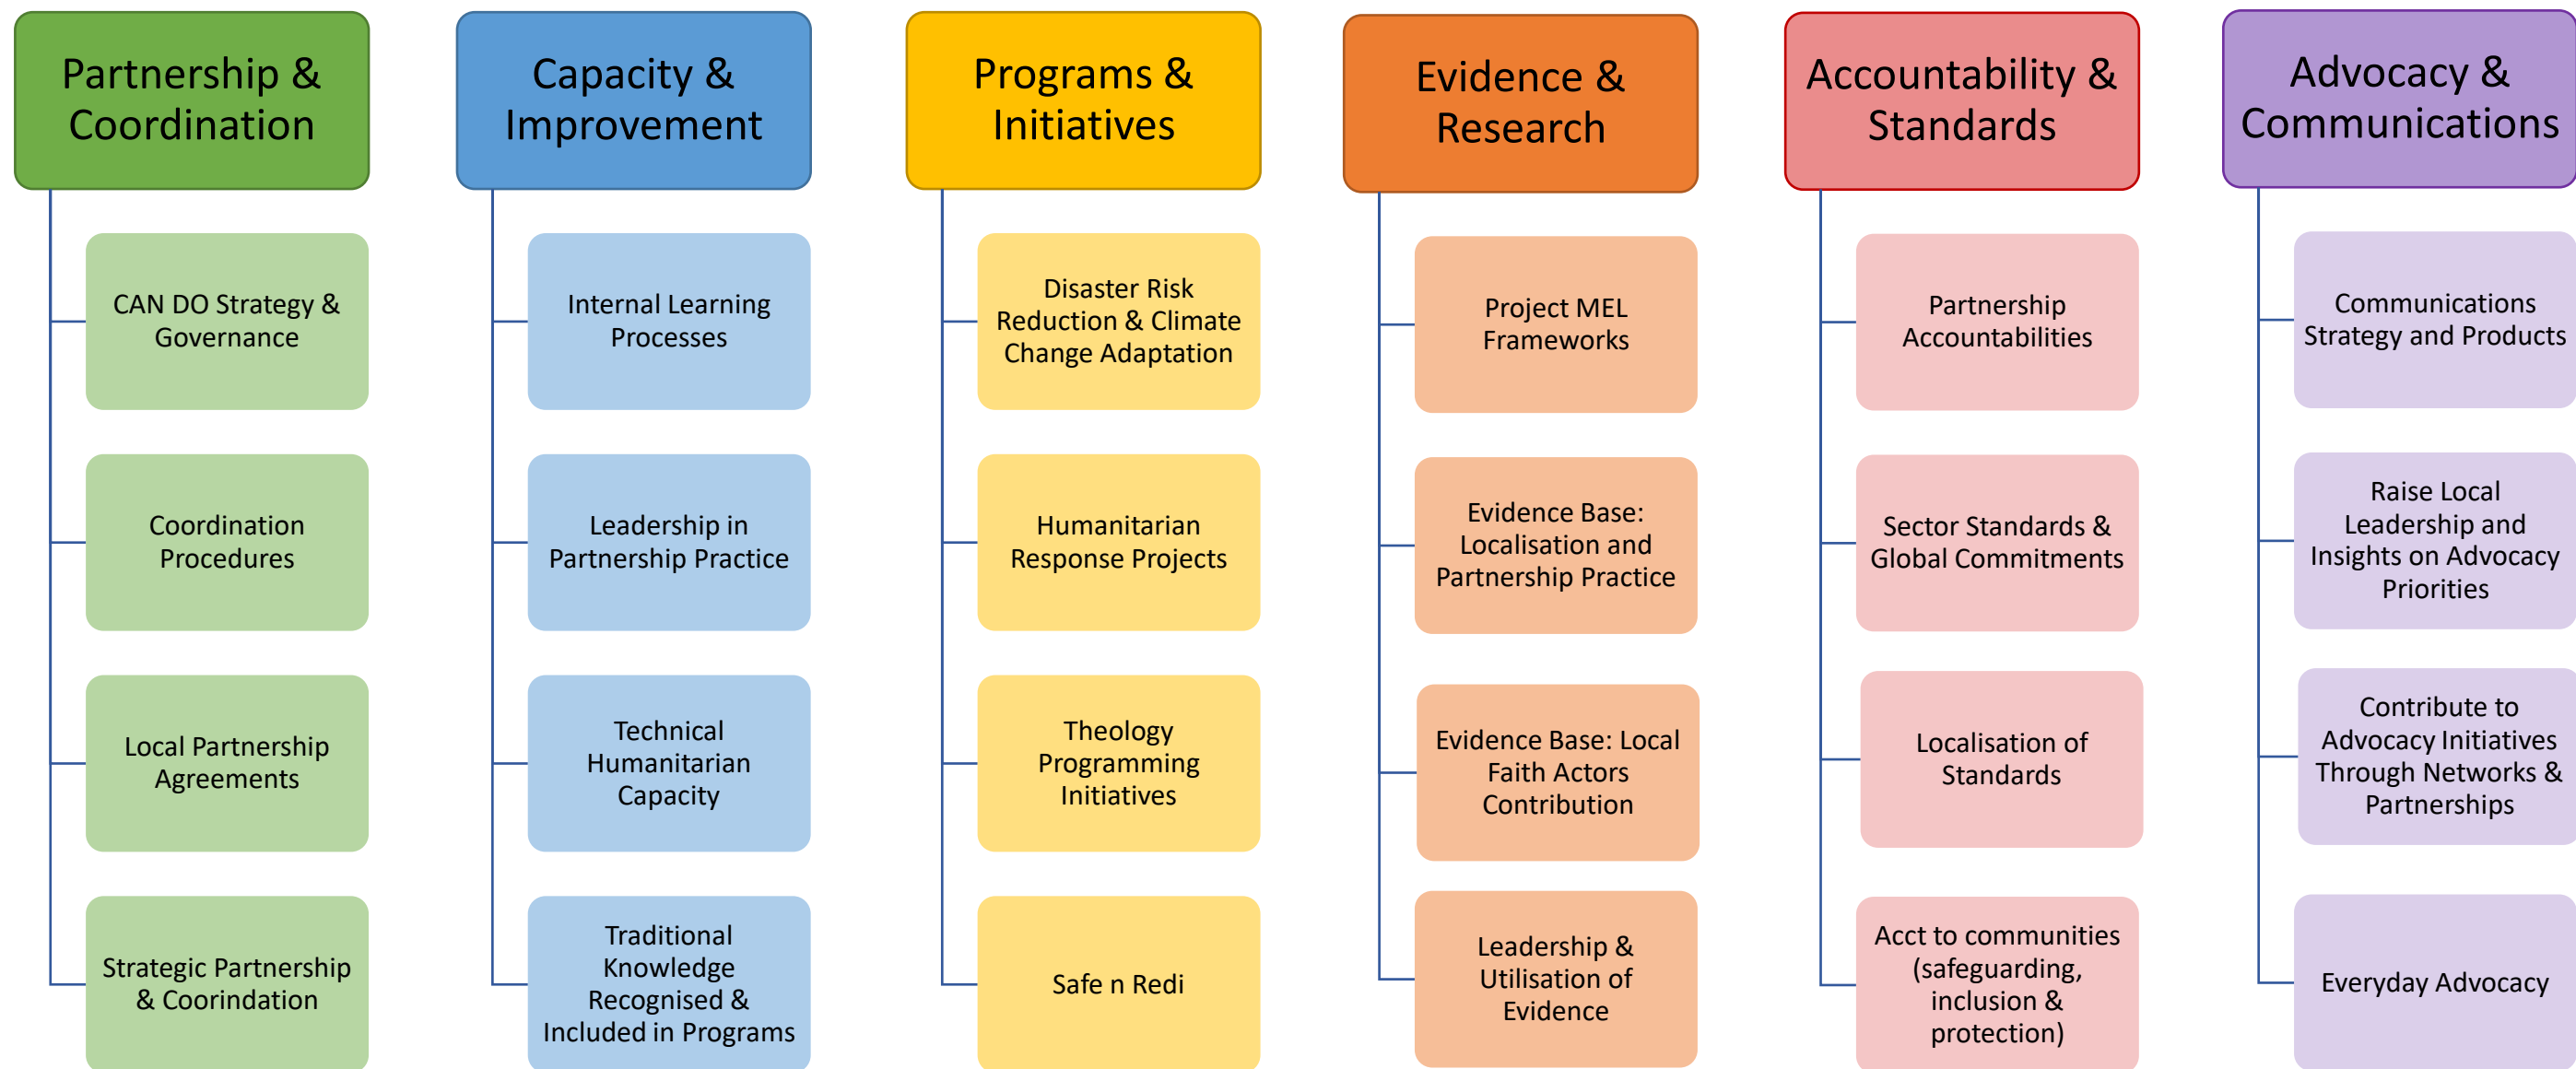 Partnership &
Coordination
CAN DO Strategy &
Governance
Coordination
Procedures
Local Partnership
Agreements
Strategic Partnership
& Coorindation
Capacity &
Improvement
Internal Learning
Processes
Leadership in
Partnership Practice
Technical
Humanitarian
Capacity
Traditional
Knowledge
Recognised &
Included in Programs
Programs &
Initiatives
Disaster Risk
Reduction & Climate
Change Adaptation
Humanitarian
Response Projects
Theology
Programming
Initiatives
Safe n Redi
Evidence &
Research
Project MEL
Frameworks
Evidence Base:
Localisation and
Partnership Practice
Evidence Base: Local
Faith Actors
Contribution
Leadership &
Utilisation of
Evidence
Accountability &
Standards
Partnership
Accountabilities
Sector Standards &
Global Commitments
Localisation of
Standards
Acct to communities
(safeguarding,
inclusion &
protection)
Advocacy &
Communications
Communications
Strategy and Products
Raise Local
Leadership and
Insights on Advocacy
Priorities
Contribute to
Advocacy Initiatives
Through Networks &
Partnerships
Everyday Advocacy